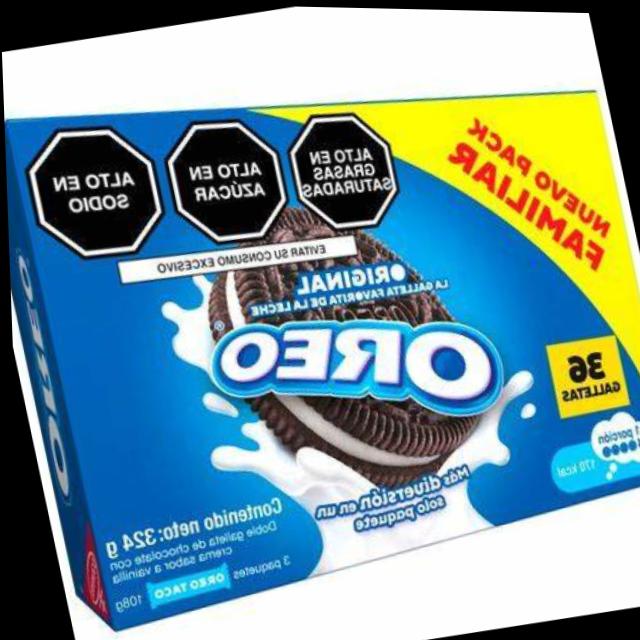 ALTO EN
GRASAS
SATURADAS
ALTO EN
AZÚCAR
ALTO EN
SODIO
EVITAR SU CONSUMO EXCESIVO
NUEVO PACK
FAMILIAR
ORIGINAL
LA GALLETA FAVORITA DE LA LECHE
OREO®
36
GALLETAS
1 porción
170 kcal
Más diversión en un
solo paquete
Contenido neto: 324 g
Doble galleta de chocolate con
crema sabor a vainilla
3 paquetes OREO TACO 108g
OREO